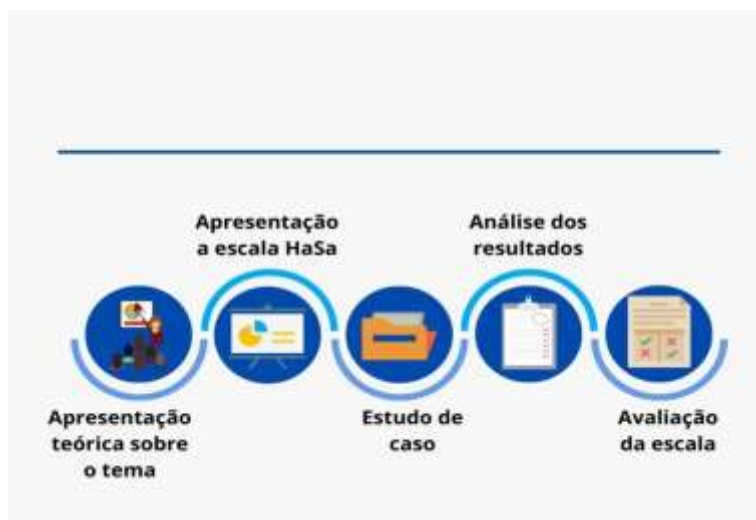 Apresentação
teórica sobre
o tema
Apresentação
a escala HaSa
Estudo de
caso
Análise dos
resultados
Avaliação
da escala